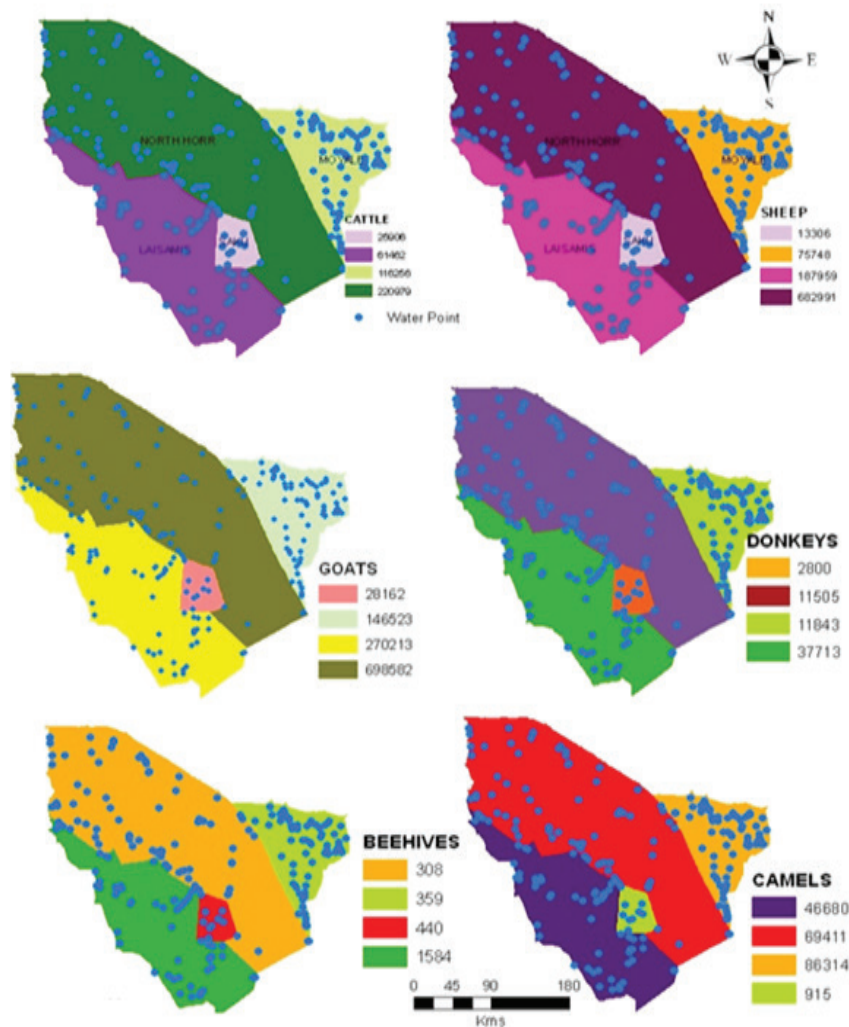 N
W E
S
NORTH HORR
MOYALE
LAISAMIS
CATTLE
25906
61462
116256
220979
Water Point
NORTH HORR
MOYALE
LAISAMIS
SHEEP
13306
75748
187959
682991
GOATS
28162
146523
270213
698582
DONKEYS
2800
11505
11843
37713
BEEHIVES
308
359
440
1584
CAMELS
46680
69411
86314
915
0 45 90 180
Kms